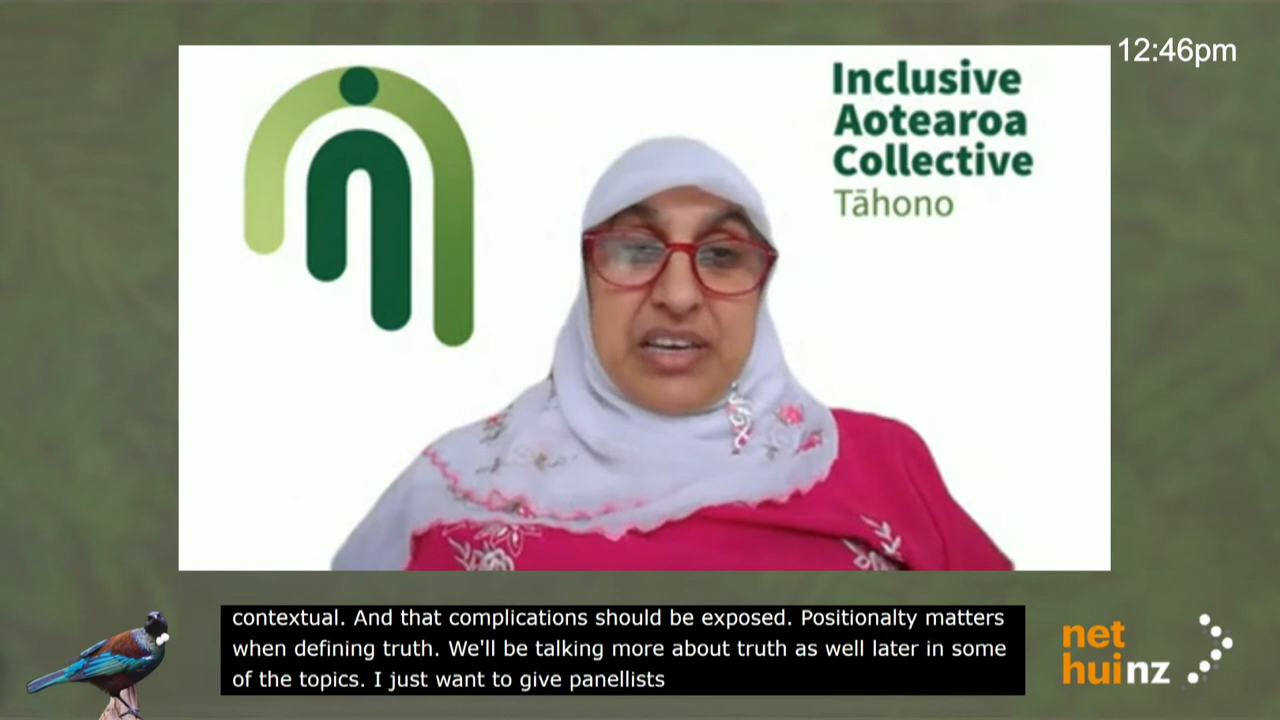 12:46pm
Inclusive
Aotearoa
Collective
Tāhono
contextual. And that complications should be exposed. Positionalty matters
when defining truth. We'll be talking more about truth as well later in some
of the topics. I just want to give panellists
net
huinz